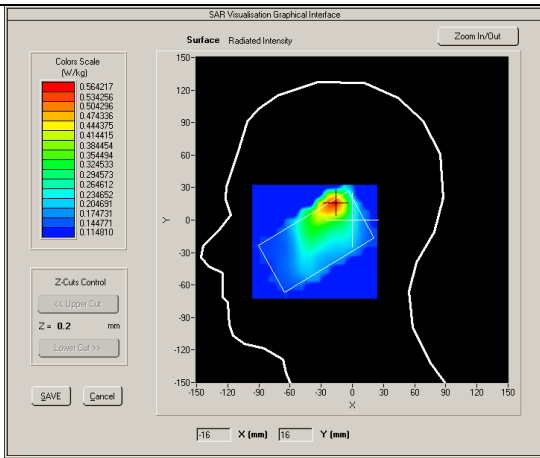 SAR Visualisation Graphical Interface
Surface Radiated Intensity
Zoom In/Out
Colors Scale
(W/kg)
0.564217
0.534256
0.504296
0.474336
0.444375
0.414415
0.384454
0.354494
0.324533
0.294573
0.264612
0.234652
0.204691
0.174731
0.144771
0.114810
Z-Cuts Control
<< Upper Cut
Z = 0.2 mm
Lower Cut >>
SAVE Cancel
150
120
90
60
30
0
-30
-60
-90
-120
-150
Y
-150 -120 -90 -60 -30 0 30 60 90 120 150
X
-16 X (mm) 16 Y (mm)